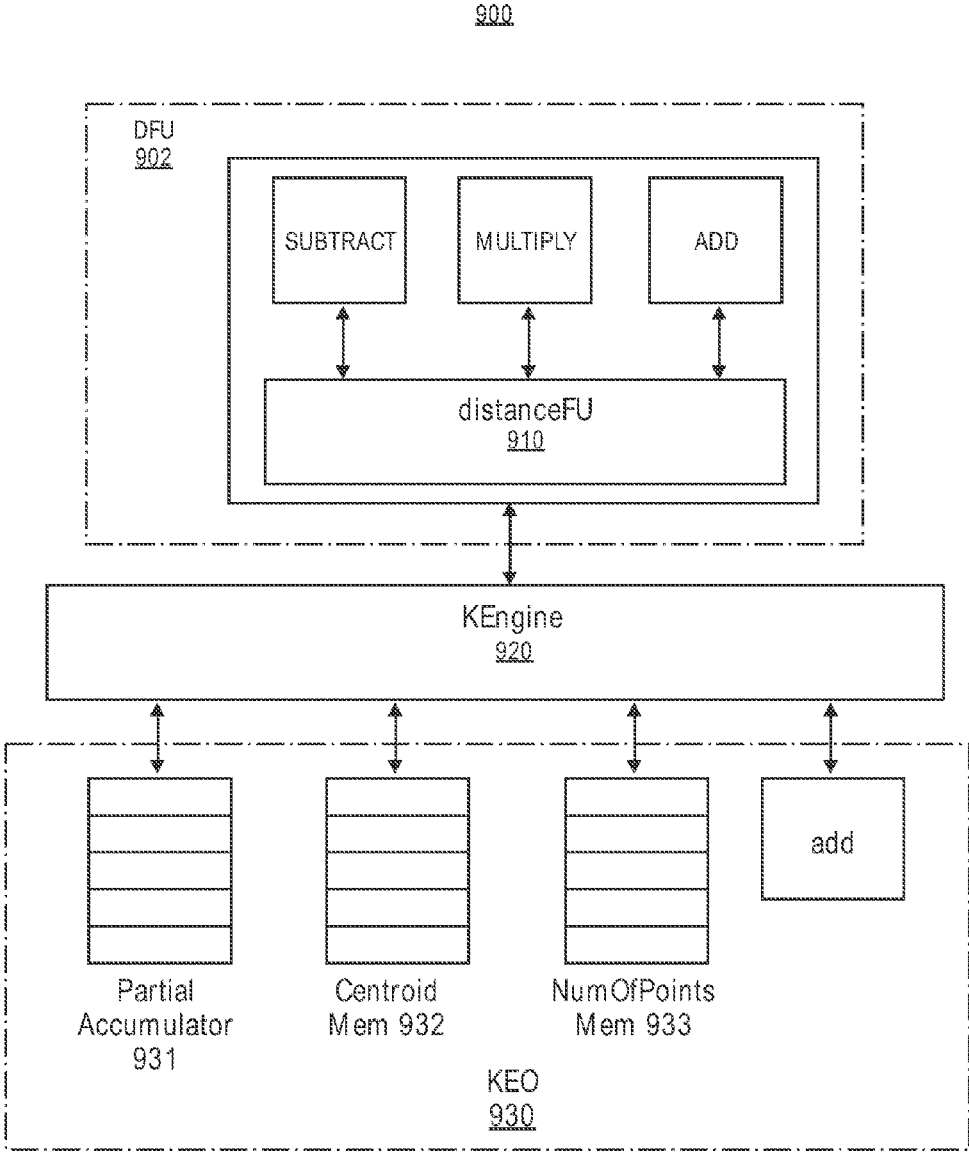 900
DFU
902
SUBTRACT
MULTIPLY
ADD
distanceFU
910
KEngine
920
add
Partial
Accumulator
931
Centroid
Mem 932
NumOfPoints
Mem 933
KEO
930